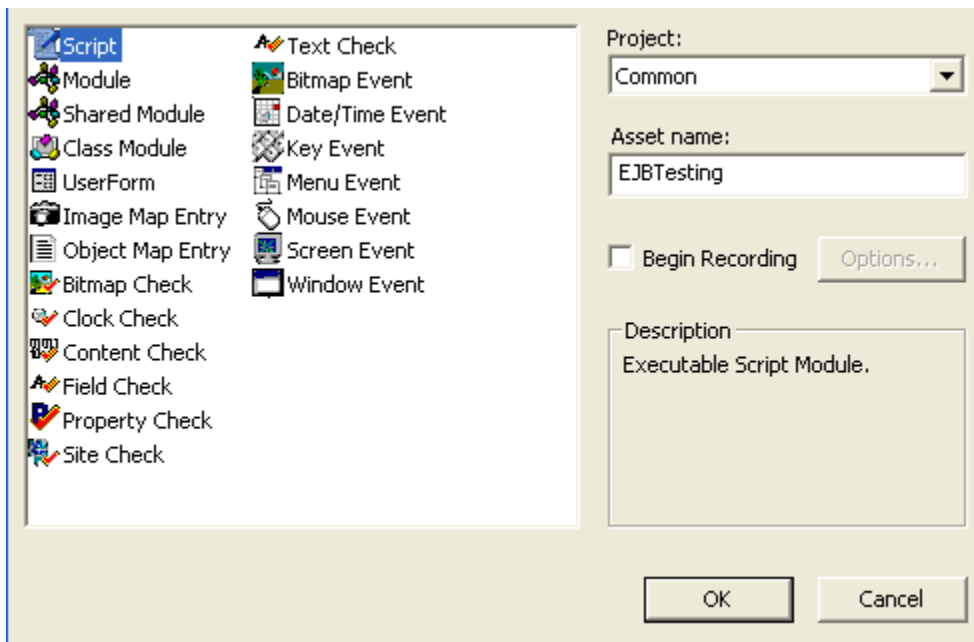 Script
Module
Shared Module
Class Module
UserForm
Image Map Entry
Object Map Entry
Bitmap Check
Clock Check
Content Check
Field Check
Property Check
Site Check
Text Check
Bitmap Event
Date/Time Event
Key Event
Menu Event
Mouse Event
Screen Event
Window Event
Project:
Common
Asset name:
EJBTesting
Begin Recording
Options...
Description
Executable Script Module.
OK
Cancel